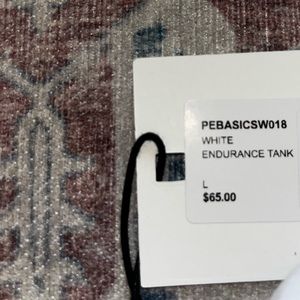 PEBASICSW018
WHITE
ENDURANCE TANK
L
$65.00